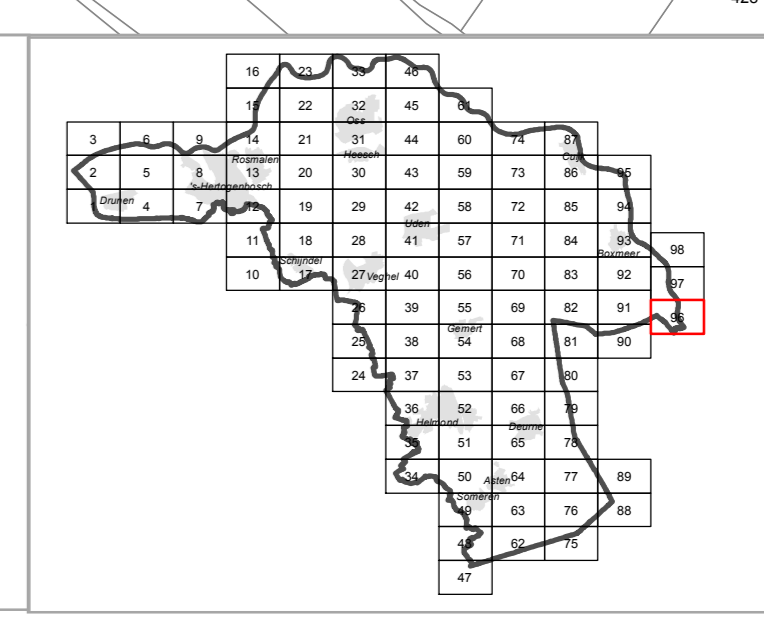 16 23 33 46
15 22 32 45 61
Oss
3 6 9 14 21 31 44 60 74 87
Rosmalen Heesch Cuijk
2 5 8 13 20 30 43 59 73 86 95
's-Hertogenbosch
Drunen
1 4 7 12 19 29 42 58 72 85 94
Uden
11 18 28 41 57 71 84 93 98
Schijndel Boxmeer
10 17 27 Veghel 40 56 70 83 92 97
26 39 55 69 82 91 96
Gemert
25 38 54 68 81 90
24 37 53 67 80
36 52 66 79
Helmond Deurne
35 51 65 78
34 50 Asten 64 77 89
Someren
49 63 76 88
48 62 75
47